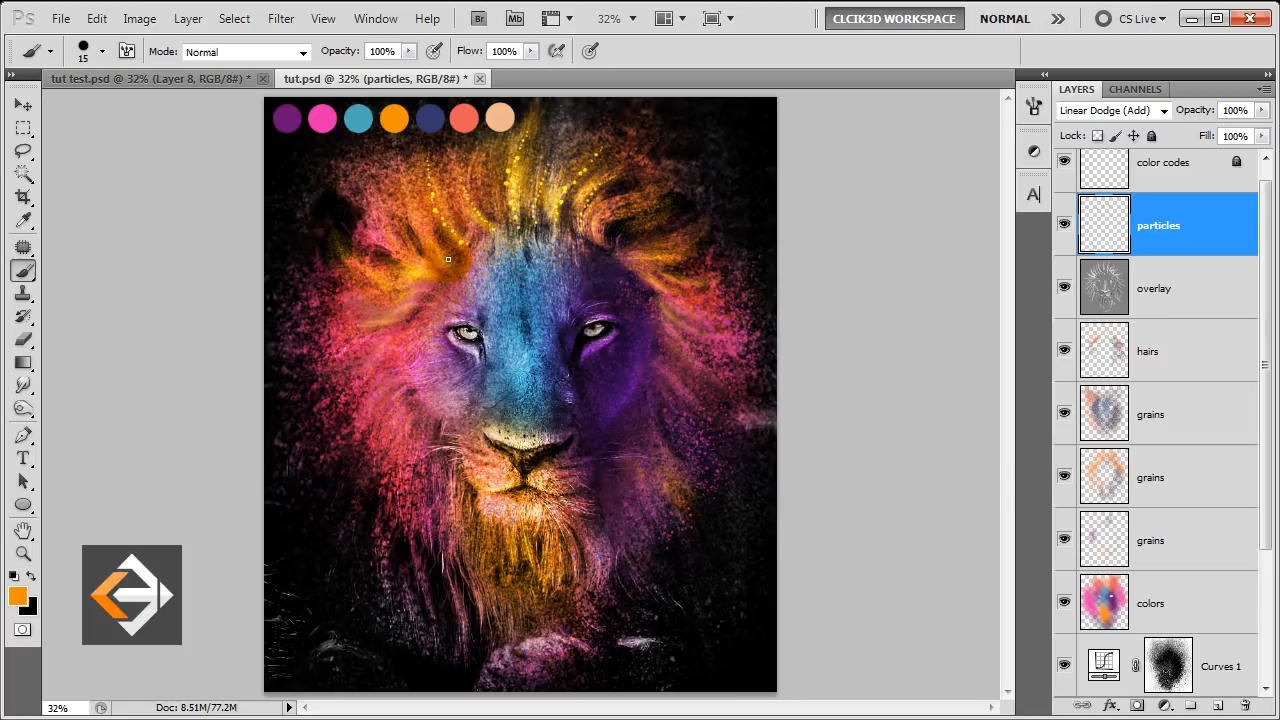 Ps File Edit Image Layer Select Filter View Window Help Br Mb 32% CLCIK3D WORKSPACE NORMAL CS Live
15 Mode: Normal Opacity: 100% Flow: 100%
tut test.psd @ 32% (Layer 8, RGB/8#) * tut.psd @ 32% (particles, RGB/8#) *
LAYERS CHANNELS
Linear Dodge (Add) Opacity: 100%
Lock: Fill: 100%
color codes
particles
overlay
hairs
grains
grains
grains
colors
Curves 1
32% Doc: 8.51M/77.2M